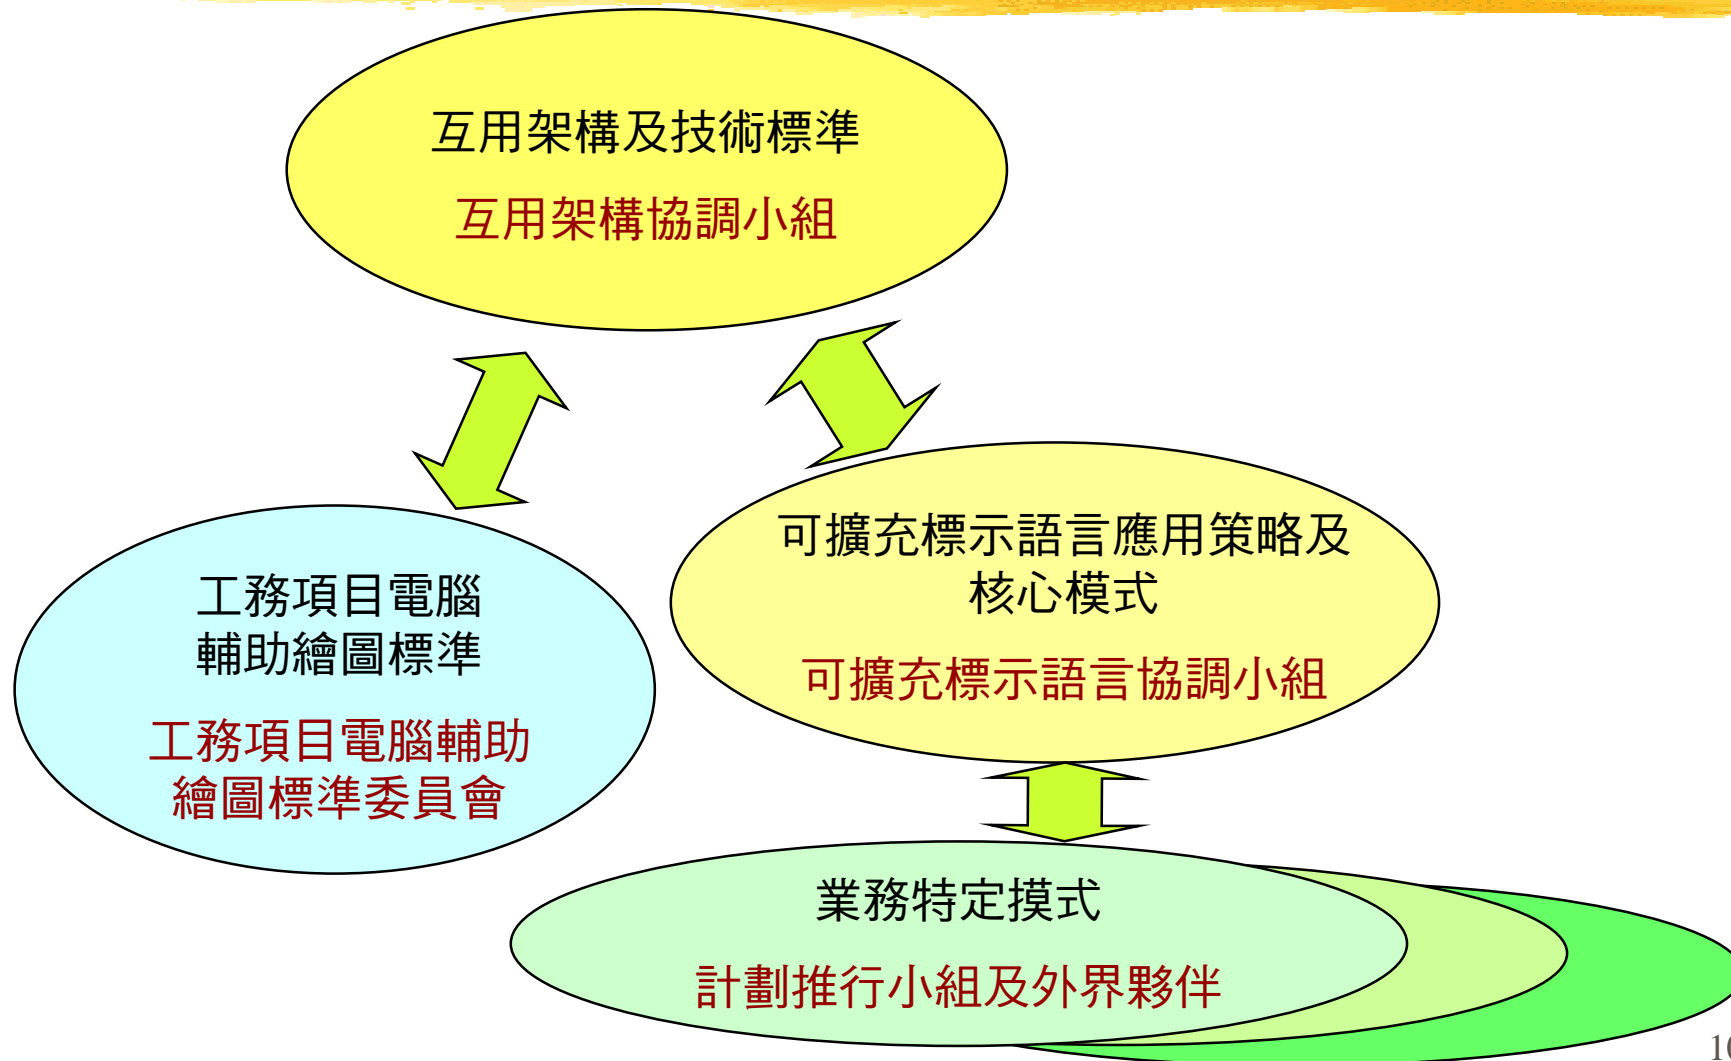 互用架構及技術標準
互用架構協調小組
可擴充標示語言應用策略及
核心模式
可擴充標示語言協調小組
工務項目電腦
輔助繪圖標準
工務項目電腦輔助
繪圖標準委員會
業務特定摸式
計劃推行小組及外界夥伴